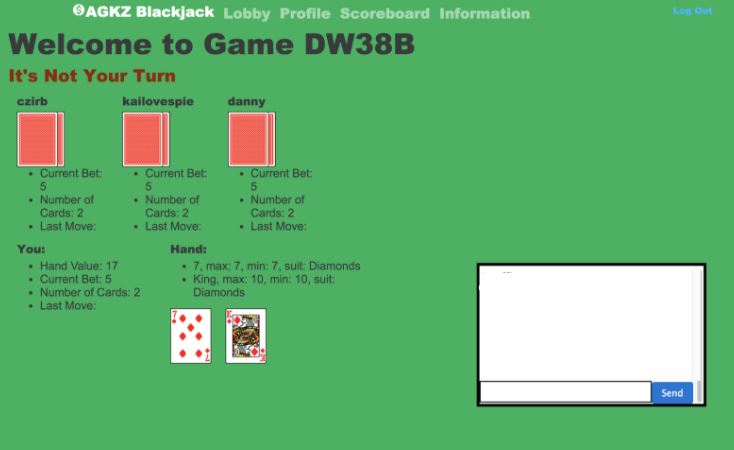 AGKZ Blackjack Lobby Profile Scoreboard Information Log Out
Welcome to Game DW38B
It's Not Your Turn
czirb kailovespie danny
• Current Bet: • Current Bet: • Current Bet:
5 5 5
• Number of • Number of • Number of
Cards: 2 Cards: 2 Cards: 2
• Last Move: • Last Move: • Last Move:
You: Hand:
• Hand Value: 17 • 7, max: 7, min: 7, suit: Diamonds
• Current Bet: 5 • King, max: 10, min: 10, suit:
• Number of Cards: 2 Diamonds
• Last Move:
7 K
7 K
Send